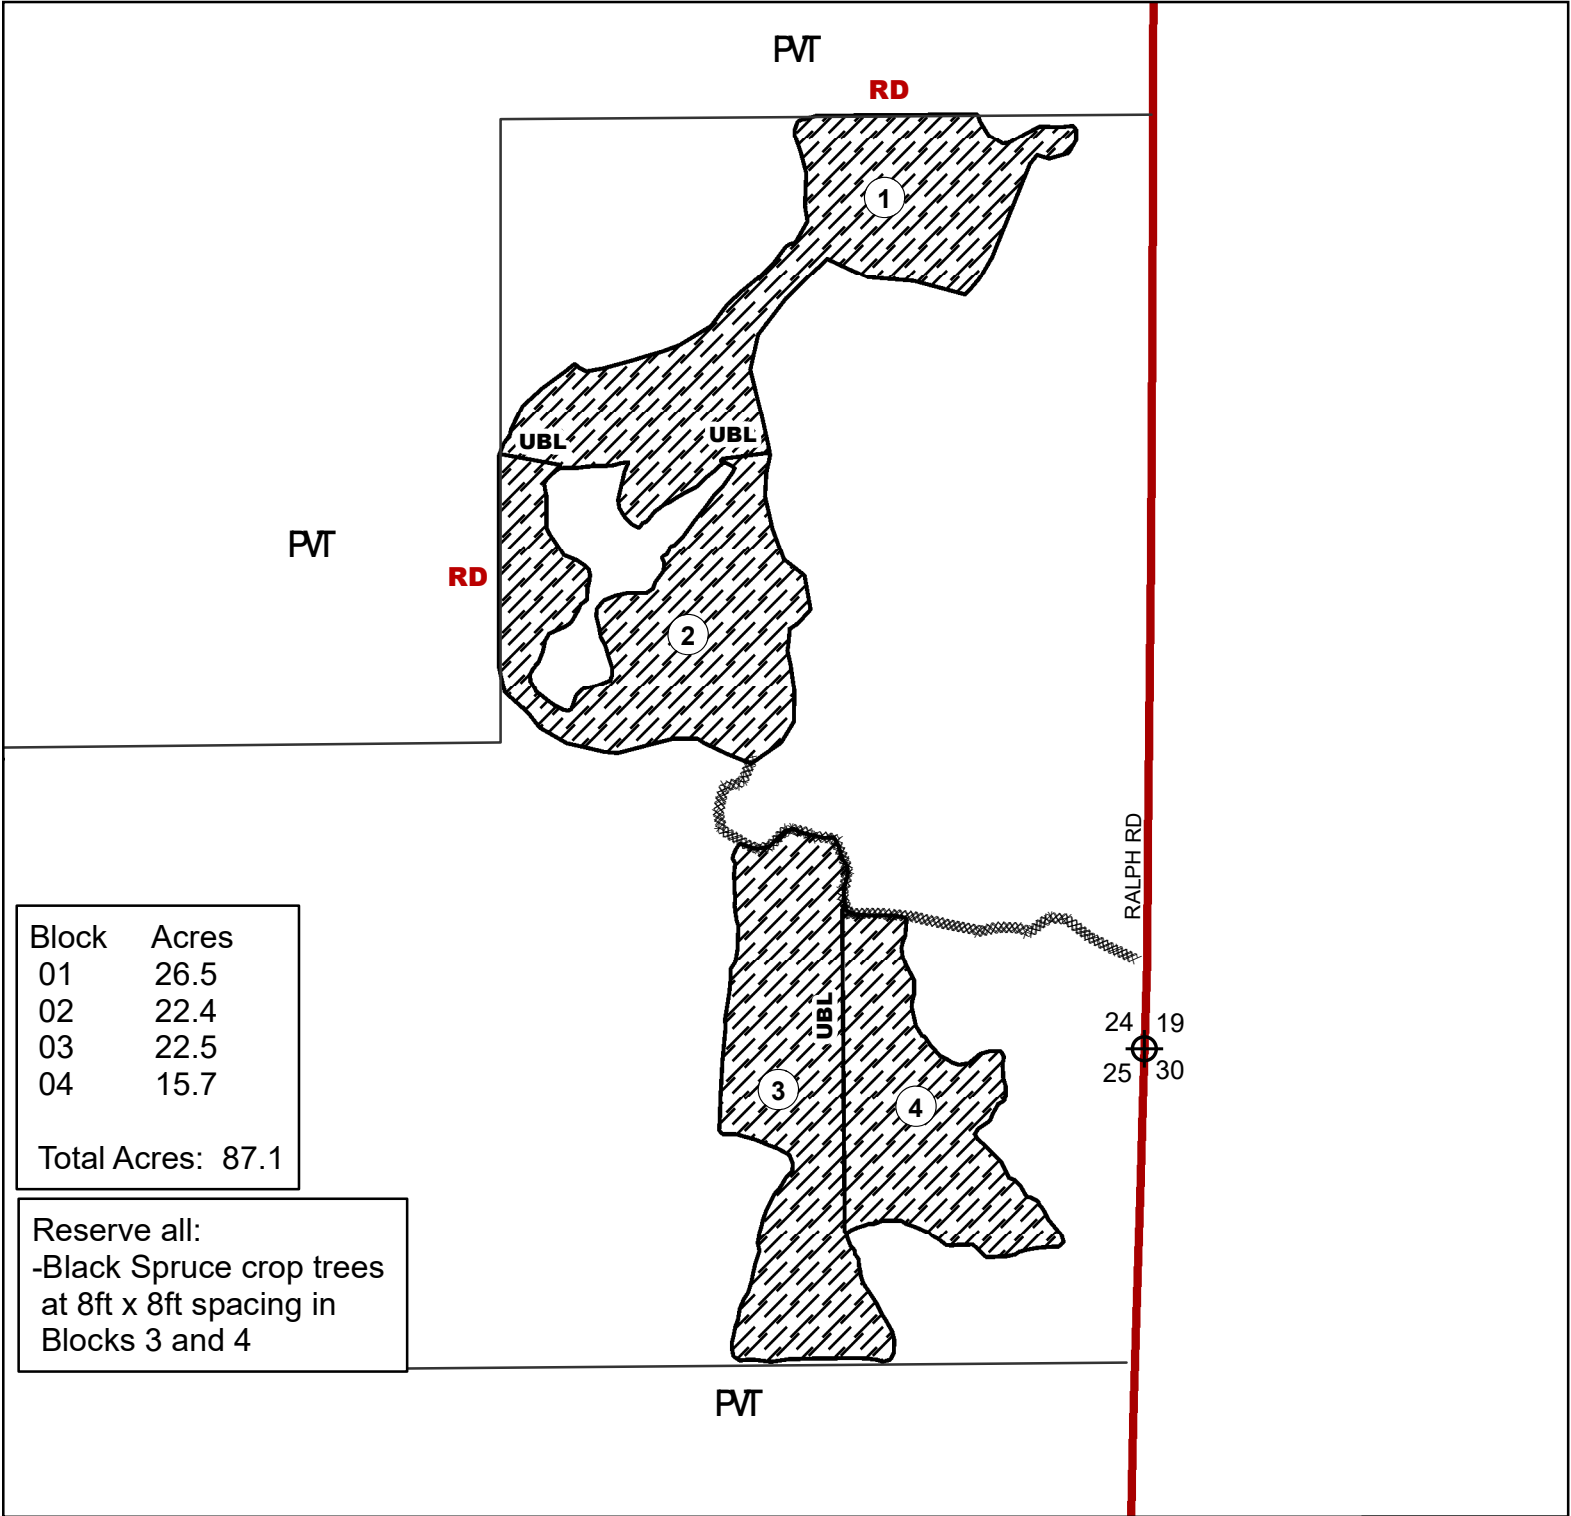 PVT
RD
1
UBL
UBL
PVT
RD
2
RALPH RD
Block Acres
01 26.5
02 22.4
03 22.5
04 15.7
Total Acres: 87.1
UBL
24 19
25 30
3
4
Reserve all:
-Black Spruce crop trees
at 8ft x 8ft spacing in
Blocks 3 and 4
PVT